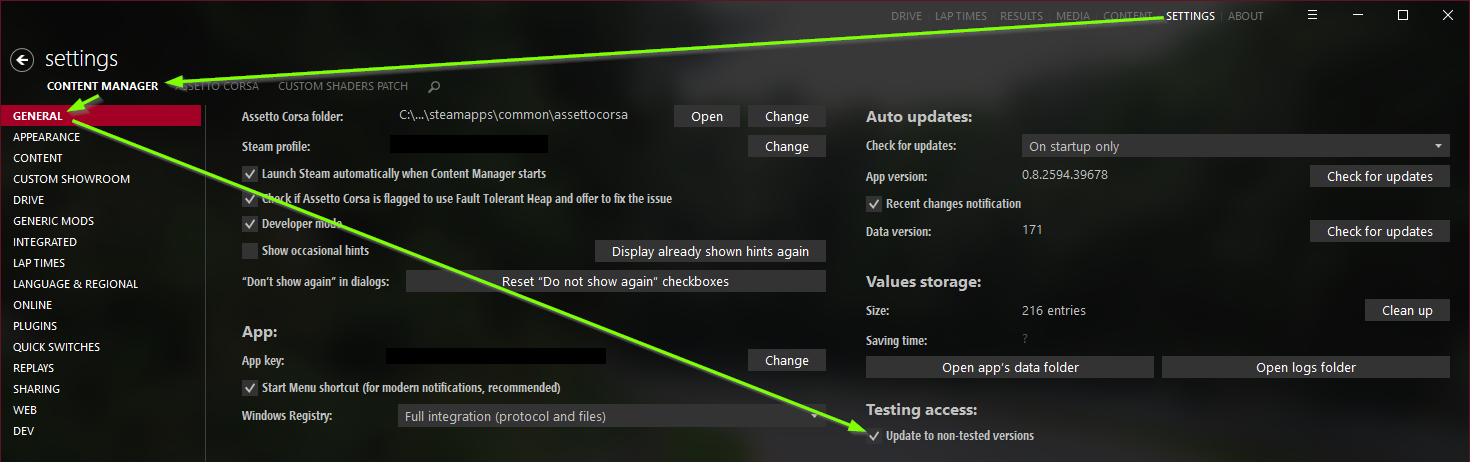 DRIVE LAP TIMES RESULTS MEDIA CONTENT SETTINGS ABOUT
settings
CONTENT MANAGER ASSETTO CORSA CUSTOM SHADERS PATCH
GENERAL
APPEARANCE
CONTENT
CUSTOM SHOWROOM
DRIVE
GENERIC MODS
INTEGRATED
LAP TIMES
LANGUAGE & REGIONAL
ONLINE
PLUGINS
QUICK SWITCHES
REPLAYS
SHARING
WEB
DEV
Assetto Corsa folder: C:\...\steamapps\common\assettocorsa Open Change
Steam profile: Change
Launch Steam automatically when Content Manager starts
Check if Assetto Corsa is flagged to use Fault Tolerant Heap and offer to fix the issue
Developer mode
Show occasional hints Display already shown hints again
“Don’t show again” in dialogs: Reset “Do not show again” checkboxes
App:
App key: Change
Start Menu shortcut (for modern notifications, recommended)
Windows Registry: Full integration (protocol and files)
Auto updates:
Check for updates: On startup only
App version: 0.8.2594.39678 Check for updates
Recent changes notification
Data version: 171 Check for updates
Values storage:
Size: 216 entries Clean up
Saving time: ?
Open app’s data folder Open logs folder
Testing access:
Update to non-tested versions